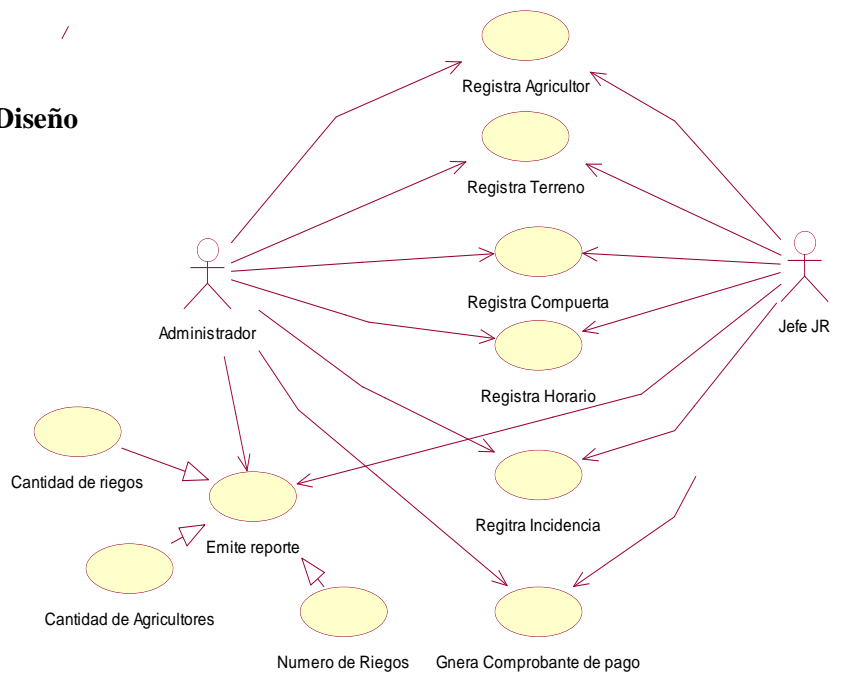 Registra Agricultor
Diseño
Registra Terreno
Registra Compuerta
Administrador
Jefe JR
Registra Horario
Cantidad de riegos
Regitra Incidencia
Emite reporte
Cantidad de Agricultores
Numero de Riegos
Gnera Comprobante de pago